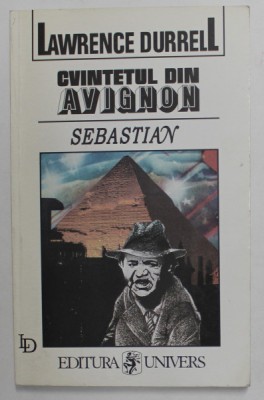 LAWRENCE DURRELL
CVINTETUL DIN
AVIGNON
SEBASTIAN
LD
EDITURA UNIVERS